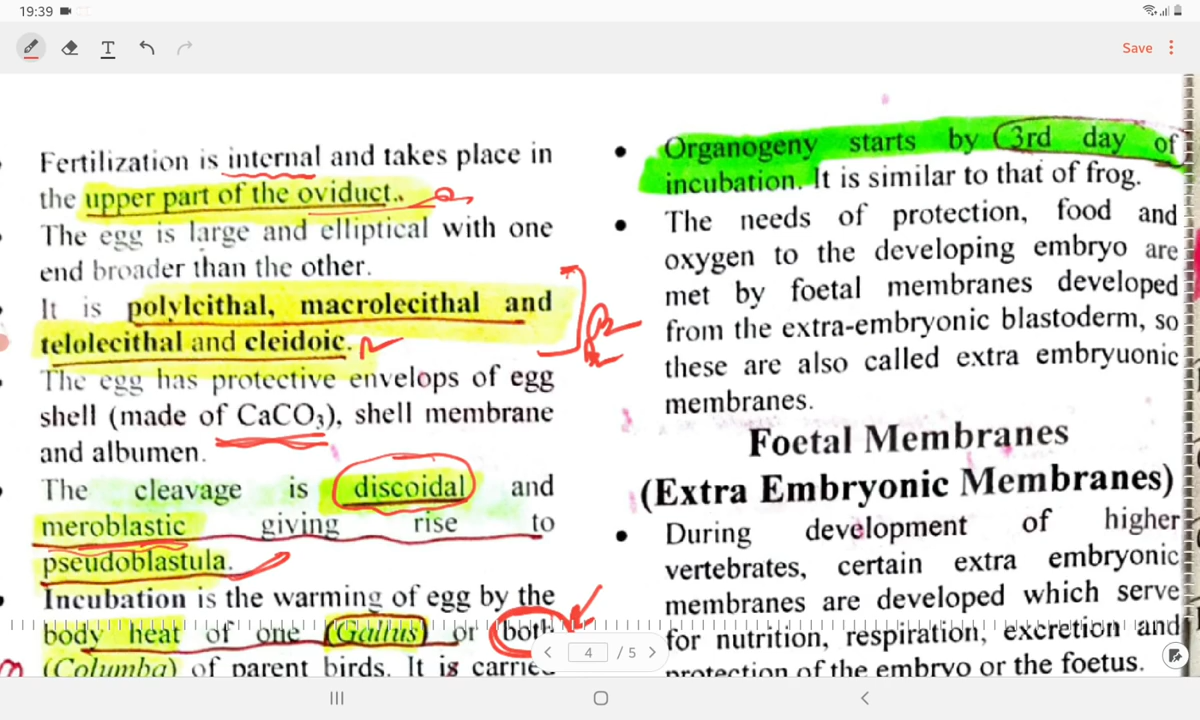 19:39
T
Save
Fertilization is internal and takes place in
the upper part of the oviduct..
The egg is large and elliptical with one
end broader than the other.
It is polylcithal, macrolecithal and
telolecithal and cleidoic.
The egg has protective envelops of egg
shell (made of CaCO3), shell membrane
and albumen.
The cleavage is discoidal and
meroblastic giving rise to
pseudoblastula.
Incubation is the warming of egg by the
body heat of one (Gallus) or both
(Columba) of parent birds. It is
• Organogeny starts by 3rd day of
incubation. It is similar to that of frog.
• The needs of protection, food and
oxygen to the developing embryo are
met by foetal membranes developed
from the extra-embryonic blastoderm, so
these are also called extra embryuonic
membranes.
Foetal Membranes
(Extra Embryonic Membranes)
• During development of higher
vertebrates, certain extra embryonic
membranes are developed which serve
for nutrition, respiration, excretion and
protection of the embryo or the foetus.
4 / 5